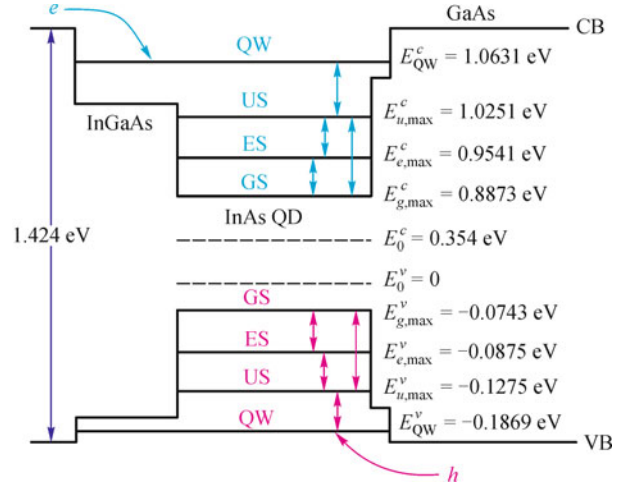 GaAs
e
CB
QW
E^c_QW = 1.0631 eV
US
E^c_u,max = 1.0251 eV
InGaAs
ES
E^c_e,max = 0.9541 eV
GS
E^c_g,max = 0.8873 eV
InAs QD
1.424 eV
E^c_0 = 0.354 eV
E^v_0 = 0
GS
E^v_g,max = −0.0743 eV
ES
E^v_e,max = −0.0875 eV
US
E^v_u,max = −0.1275 eV
QW
E^v_QW = −0.1869 eV
VB
h